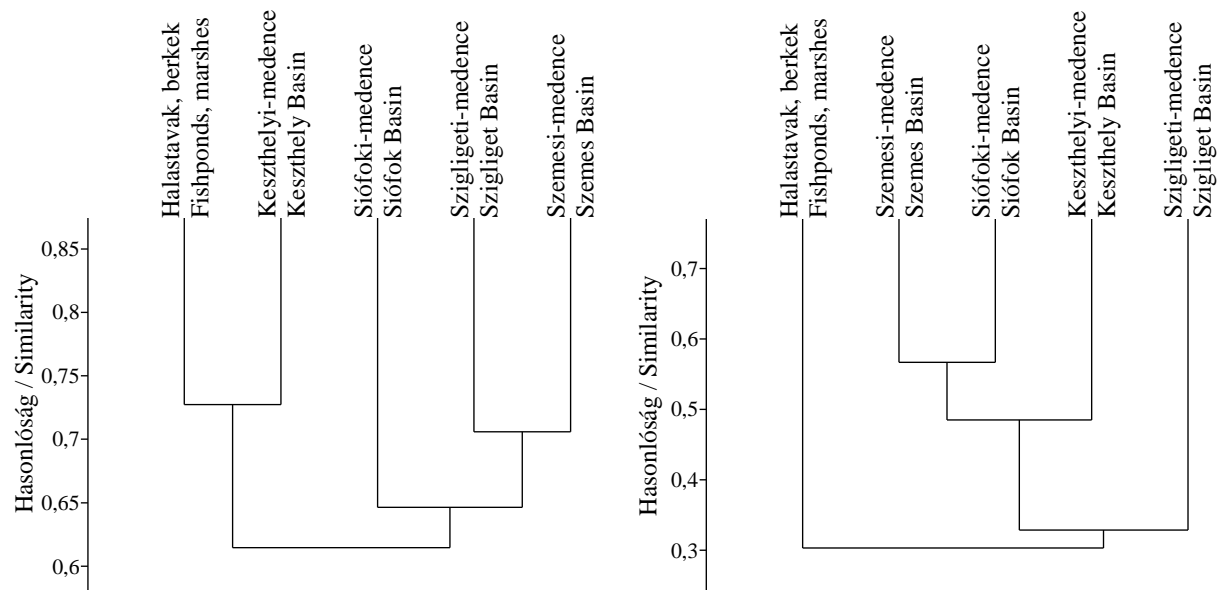 Halastavak, berkek
Fishponds, marshes
Keszthelyi-medence
Keszthely Basin
Siófoki-medence
Siófok Basin
Szigligeti-medence
Szigliget Basin
Szemesi-medence
Szemes Basin
Hasonlóság / Similarity
0,85
0,8
0,75
0,7
0,65
0,6
Halastavak, berkek
Fishponds, marshes
Szemesi-medence
Szemes Basin
Siófoki-medence
Siófok Basin
Keszthelyi-medence
Keszthely Basin
Szigligeti-medence
Szigliget Basin
Hasonlóság / Similarity
0,7
0,6
0,5
0,4
0,3